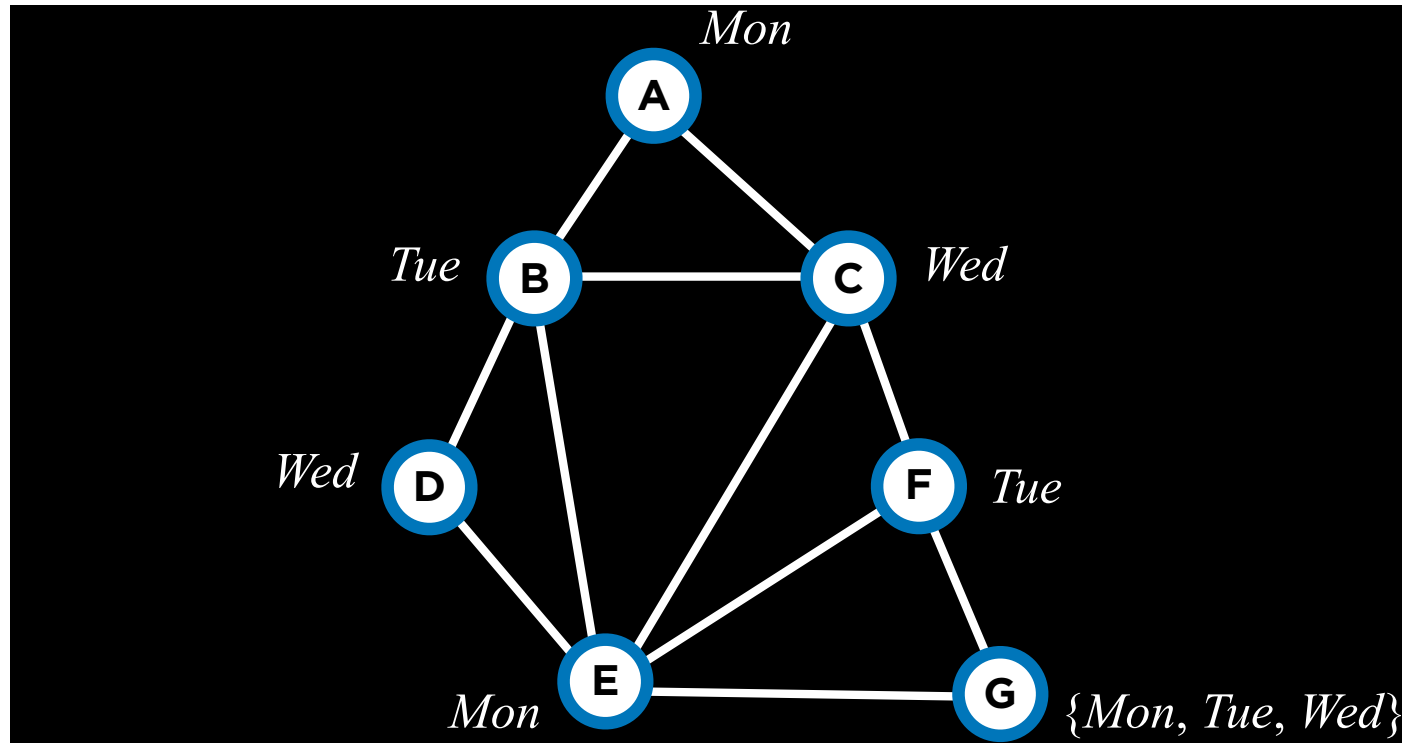 Mon
A
Tue B C Wed
Wed D F Tue
Mon E G {Mon, Tue, Wed}